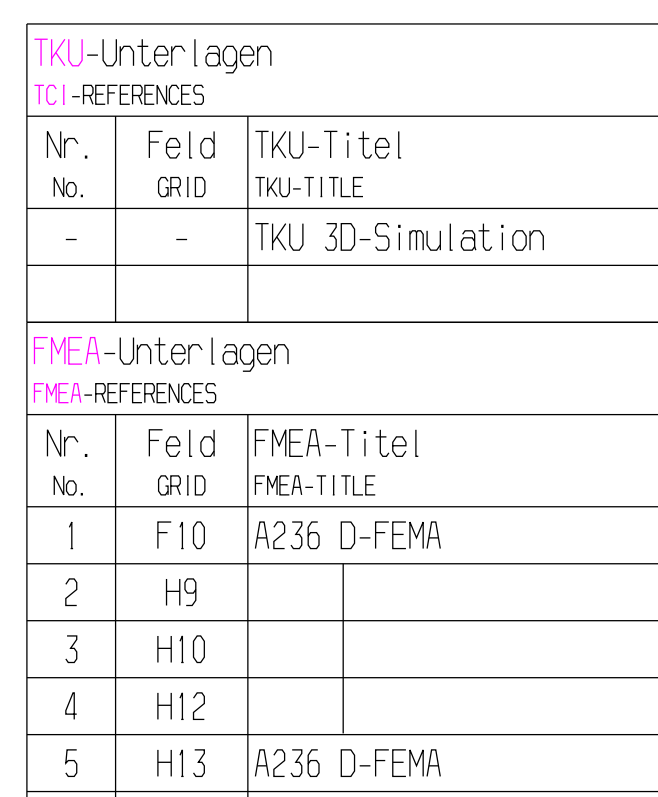 TKU-Unterlagen
TCI-REFERENCES
Nr. Feld TKU-Titel
No. GRID TKU-TITLE
- - TKU 3D-Simulation
FMEA-Unterlagen
FMEA-REFERENCES
Nr. Feld FMEA-Titel
No. GRID FMEA-TITLE
1 F10 A236 D-FEMA
2 H9
3 H10
4 H12
5 H13 A236 D-FEMA